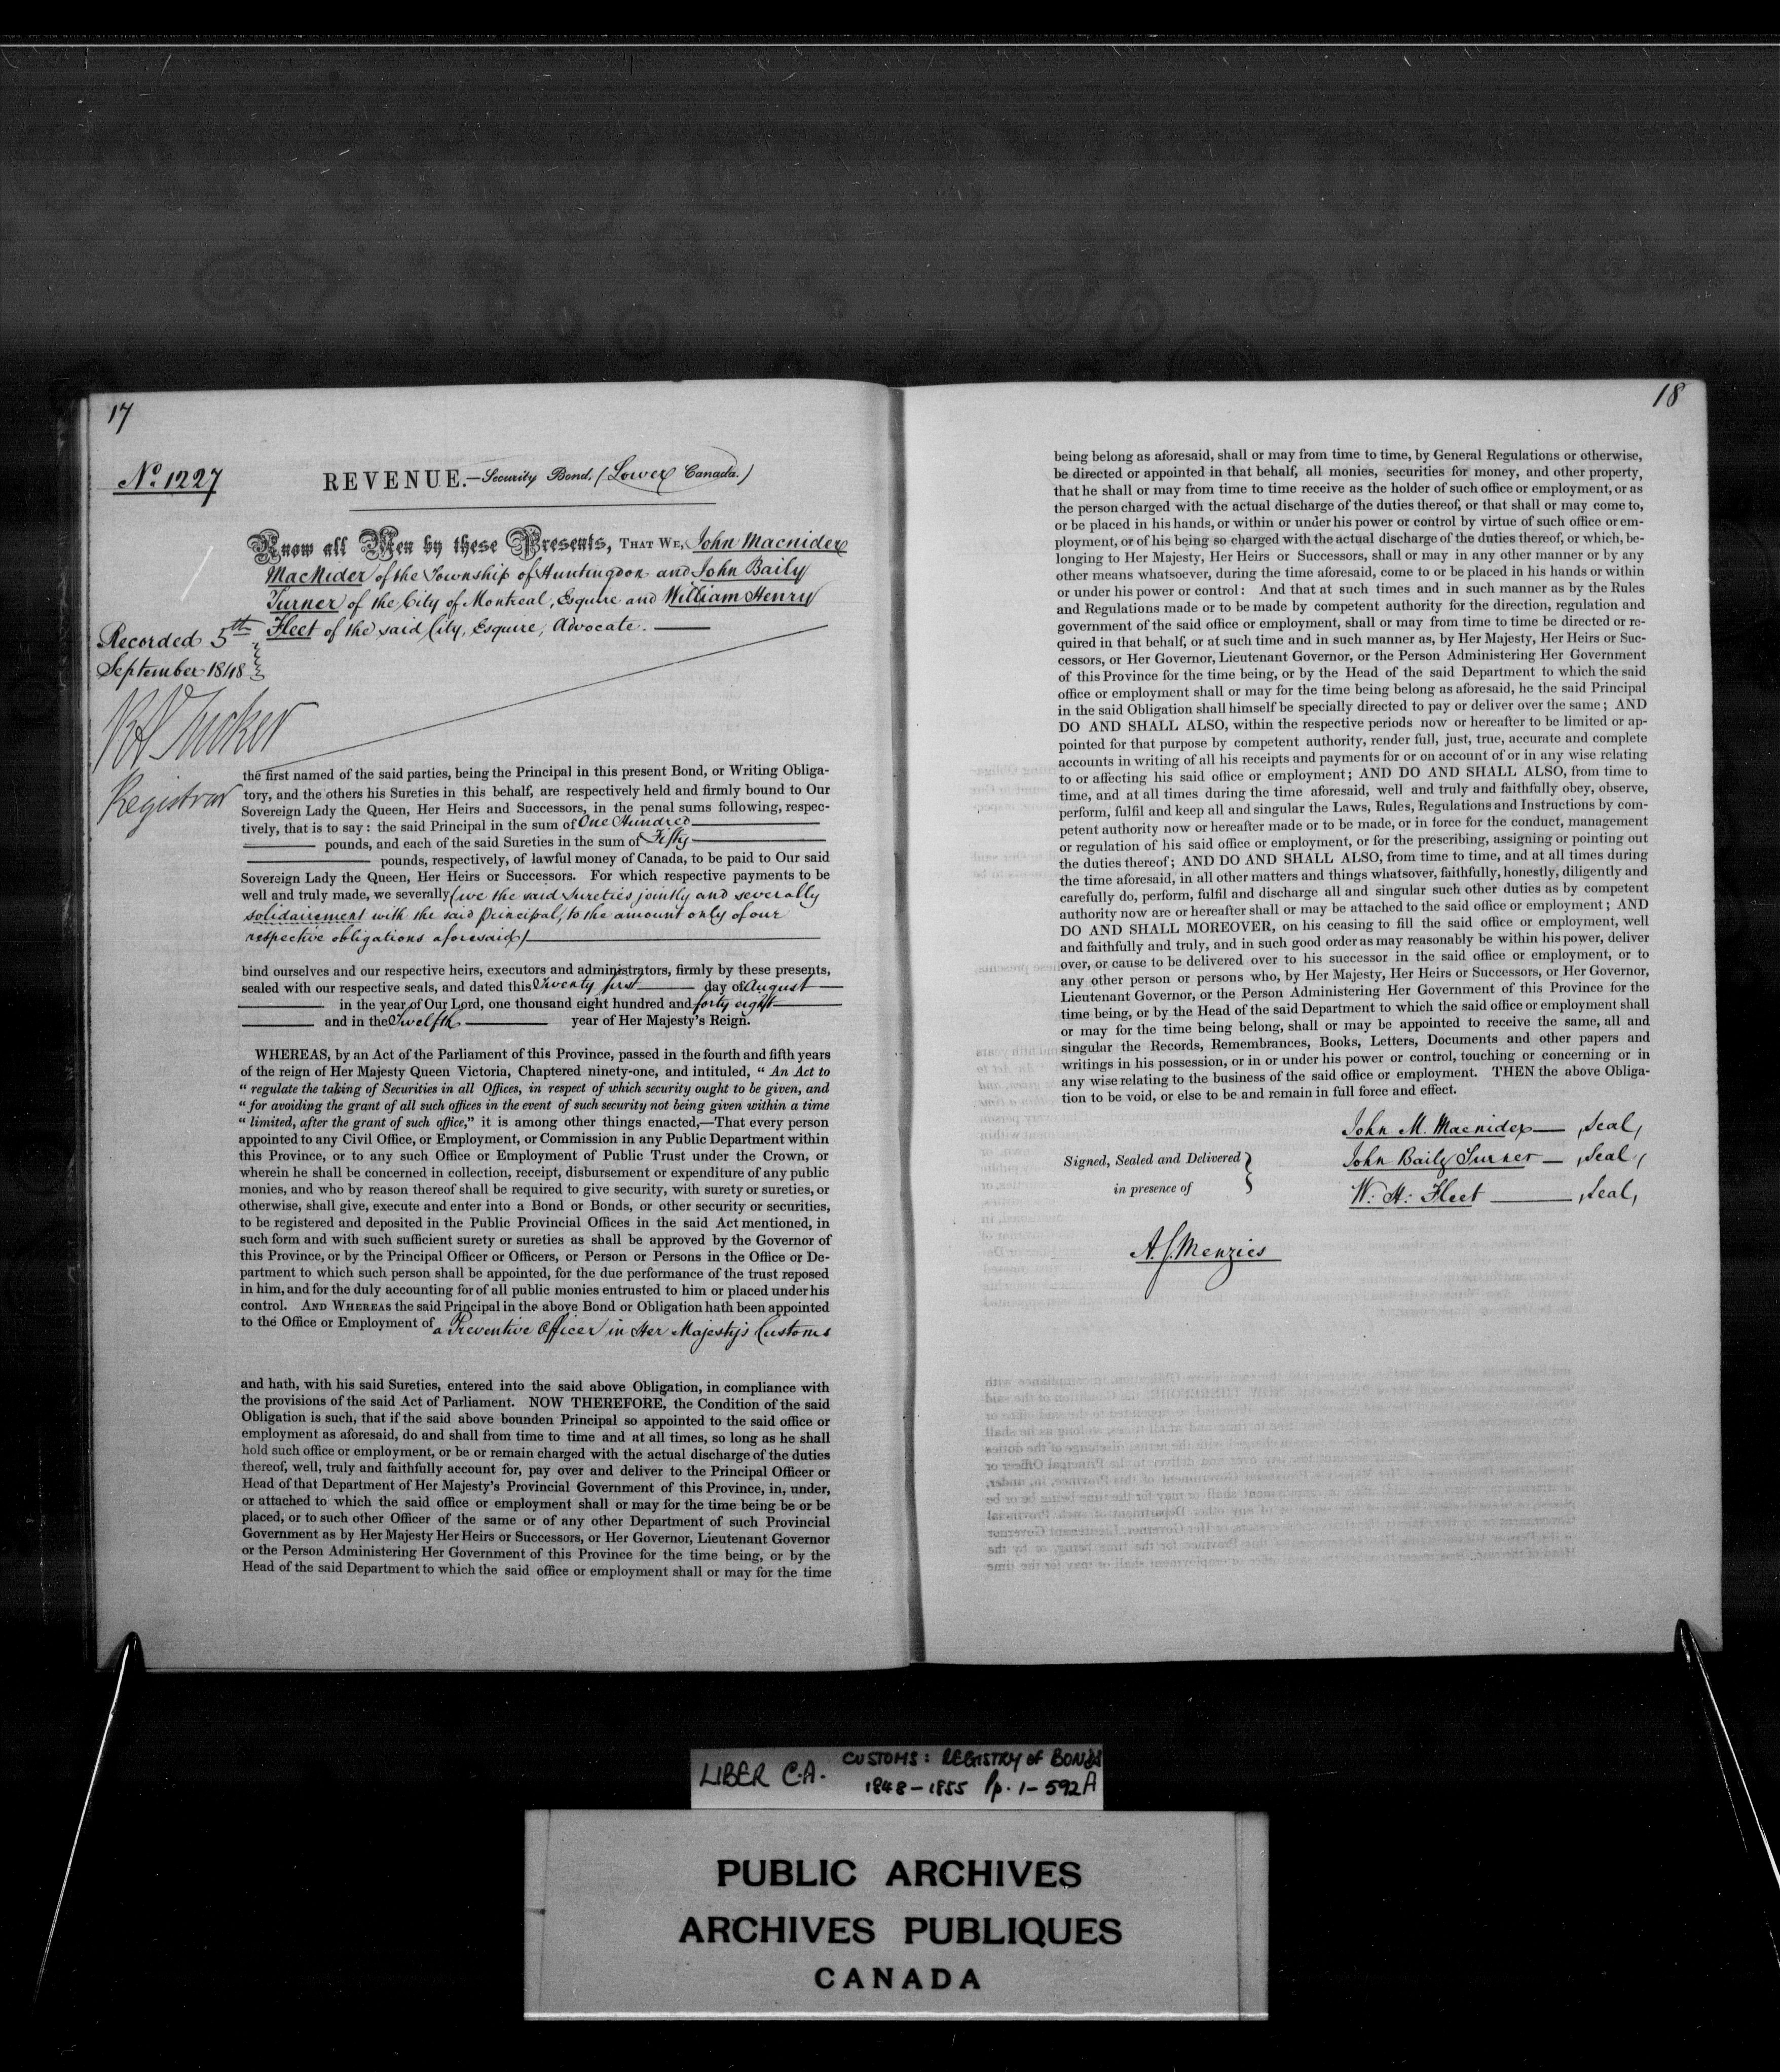 17
No. 1227
REVENUE.—Security Bond. (Lower Canada.)
Know all Men by these Presents, THAT WE, John Macnider
MacNider of the Township of Huntingdon and John Baily
Turner of the City of Montreal, Esquire and William Henry
Fleet of the said City, Esquire, Advocate.
Recorded 5th
September 1848
Tucker
Registrar
the first named of the said parties, being the Principal in this present Bond, or Writing Obliga-
tory, and the others his Sureties in this behalf, are respectively held and firmly bound to Our
Sovereign Lady the Queen, Her Heirs and Successors, in the penal sums following, respec-
tively, that is to say: the said Principal in the sum of One Hundred
pounds, and each of the said Sureties in the sum of Fifty
pounds, respectively, of lawful money of Canada, to be paid to Our said
Sovereign Lady the Queen, Her Heirs or Successors. For which respective payments to be
well and truly made, we severally (we the said Sureties jointly and severally
solidairement with the said principal, to the amount only of our
respective obligations aforesaid)
bind ourselves and our respective heirs, executors and administrators, firmly by these presents,
sealed with our respective seals, and dated this Twenty first day of August
in the year of Our Lord, one thousand eight hundred and forty eight
and in the Twelfth year of Her Majesty's Reign.
WHEREAS, by an Act of the Parliament of this Province, passed in the fourth and fifth years
of the reign of Her Majesty Queen Victoria, Chaptered ninety-one, and intituled, " An Act to
" regulate the taking of Securities in all Offices, in respect of which security ought to be given, and
" for avoiding the grant of all such offices in the event of such security not being given within a time
" limited, after the grant of such office," it is among other things enacted,—That every person
appointed to any Civil Office, or Employment, or Commission in any Public Department within
this Province, or to any such Office or Employment of Public Trust under the Crown, or
wherein he shall be concerned in collection, receipt, disbursement or expenditure of any public
monies, and who by reason thereof shall be required to give security, with surety or sureties, or
otherwise, shall give, execute and enter into a Bond or Bonds, or other security or securities,
to be registered and deposited in the Public Provincial Offices in the said Act mentioned, in
such form and with such sufficient surety or sureties as shall be approved by the Governor of
this Province, or by the Principal Officer or Officers, or Person or Persons in the Office or De-
partment to which such person shall be appointed, for the due performance of the trust reposed
in him, and for the duly accounting for of all public monies entrusted to him or placed under his
control. AND WHEREAS the said Principal in the above Bond or Obligation hath been appointed
to the Office or Employment of a Preventive Officer in Her Majesty's Customs
and hath, with his said Sureties, entered into the said above Obligation, in compliance with
the provisions of the said Act of Parliament. NOW THEREFORE, the Condition of the said
Obligation is such, that if the said above bounden Principal so appointed to the said office or
employment as aforesaid, do and shall from time to time and at all times, so long as he shall
hold such office or employment, or be or remain charged with the actual discharge of the duties
thereof, well, truly and faithfully account for, pay over and deliver to the Principal Officer or
Head of that Department of Her Majesty's Provincial Government of this Province, in, under,
or attached to which the said office or employment shall or may for the time being be or be
placed, or to such other Officer of the same or of any other Department of such Provincial
Government as by Her Majesty Her Heirs or Successors, or Her Governor, Lieutenant Governor
or the Person Administering Her Government of this Province for the time being, or by the
Head of the said Department to which the said office or employment shall or may for the time
18
being belong as aforesaid, shall or may from time to time, by General Regulations or otherwise,
be directed or appointed in that behalf, all monies, securities for money, and other property,
that he shall or may from time to time receive as the holder of such office or employment, or as
the person charged with the actual discharge of the duties thereof, or that shall or may come to,
or be placed in his hands, or within or under his power or control by virtue of such office or em-
ployment, or of his being so charged with the actual discharge of the duties thereof, or which, be-
longing to Her Majesty, Her Heirs or Successors, shall or may in any other manner or by any
other means whatsoever, during the time aforesaid, come to or be placed in his hands or within
or under his power or control: And that at such times and in such manner as by the Rules
and Regulations made or to be made by competent authority for the direction, regulation and
government of the said office or employment, shall or may from time to time be directed or re-
quired in that behalf, or at such time and in such manner as, by Her Majesty, Her Heirs or Suc-
cessors, or Her Governor, Lieutenant Governor, or the Person Administering Her Government
of this Province for the time being, or by the Head of the said Department to which the said
office or employment shall or may for the time being belong as aforesaid, he the said Principal
in the said Obligation shall himself be specially directed to pay or deliver over the same; AND
DO AND SHALL ALSO, within the respective periods now or hereafter to be limited or ap-
pointed for that purpose by competent authority, render full, just, true, accurate and complete
accounts in writing of all his receipts and payments for or on account of or in any wise relating
to or affecting his said office or employment; AND DO AND SHALL ALSO, from time to
time, and at all times during the time aforesaid, well and truly and faithfully obey, observe,
perform, fulfil and keep all and singular the Laws, Rules, Regulations and Instructions by com-
petent authority now or hereafter made or to be made, or in force for the conduct, management
or regulation of his said office or employment, or for the prescribing, assigning or pointing out
the duties thereof; AND DO AND SHALL ALSO, from time to time, and at all times during
the time aforesaid, in all other matters and things whatsover, faithfully, honestly, diligently and
carefully do, perform, fulfil and discharge all and singular such other duties as by competent
authority now are or hereafter shall or may be attached to the said office or employment; AND
DO AND SHALL MOREOVER, on his ceasing to fill the said office or employment, well
and faithfully and truly, and in such good order as may reasonably be within his power, deliver
over, or cause to be delivered over to his successor in the said office or employment, or to
any other person or persons who, by Her Majesty, Her Heirs or Successors, or Her Governor,
Lieutenant Governor, or the Person Administering Her Government of this Province for the
time being, or by the Head of the said Department to which the said office or employment shall
or may for the time being belong, shall or may be appointed to receive the same, all and
singular the Records, Remembrances, Books, Letters, Documents and other papers and
writings in his possession, or in or under his power or control, touching or concerning or in
any wise relating to the business of the said office or employment. THEN the above Obliga-
tion to be void, or else to be and remain in full force and effect.
John M. Macnider Seal
Signed, Sealed and Delivered
John Baily Turner Seal
in presence of
W. H. Fleet Seal
A. J. Menzies
LIBER C.A. CUSTOMS: REGISTRY OF BONDS
1848-1855 Pp. 1-592A
PUBLIC ARCHIVES
ARCHIVES PUBLIQUES
CANADA